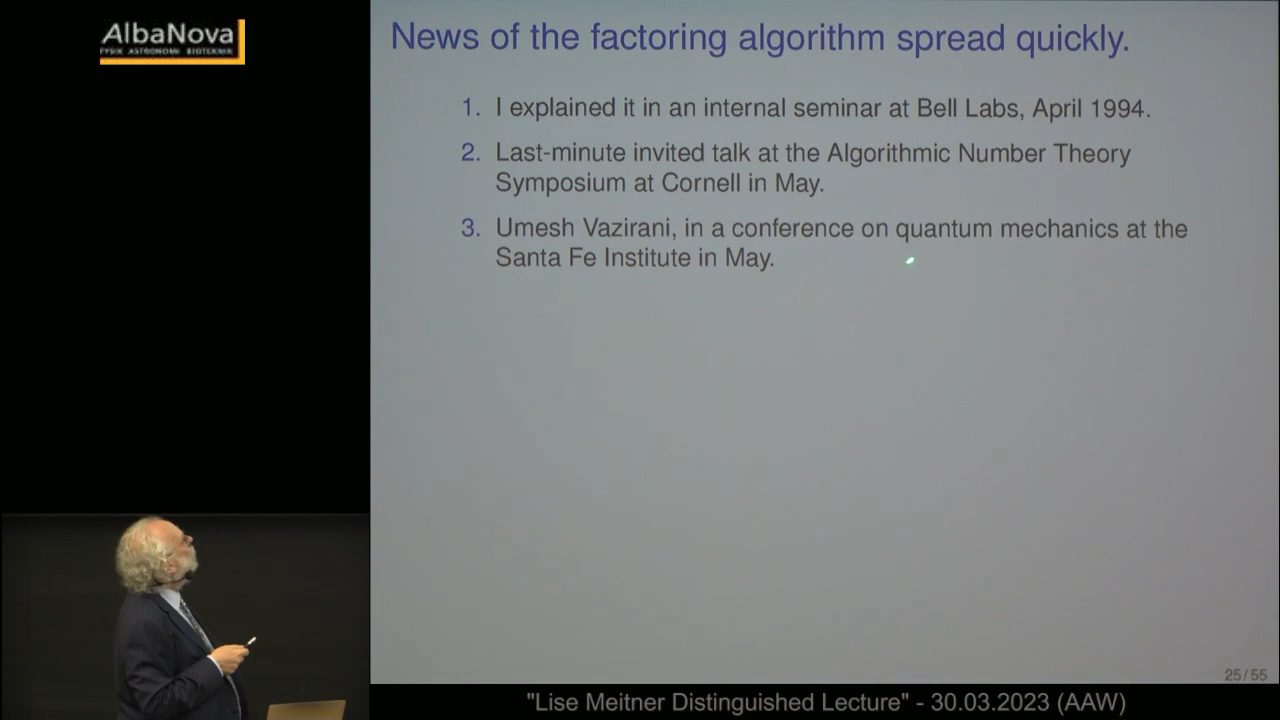 AlbaNova
FYSIK ASTRONOMI BIOTEKNIK
News of the factoring algorithm spread quickly.
1. I explained it in an internal seminar at Bell Labs, April 1994.
2. Last-minute invited talk at the Algorithmic Number Theory
Symposium at Cornell in May.
3. Umesh Vazirani, in a conference on quantum mechanics at the
Santa Fe Institute in May.
25/55
"Lise Meitner Distinguished Lecture" - 30.03.2023 (AAW)